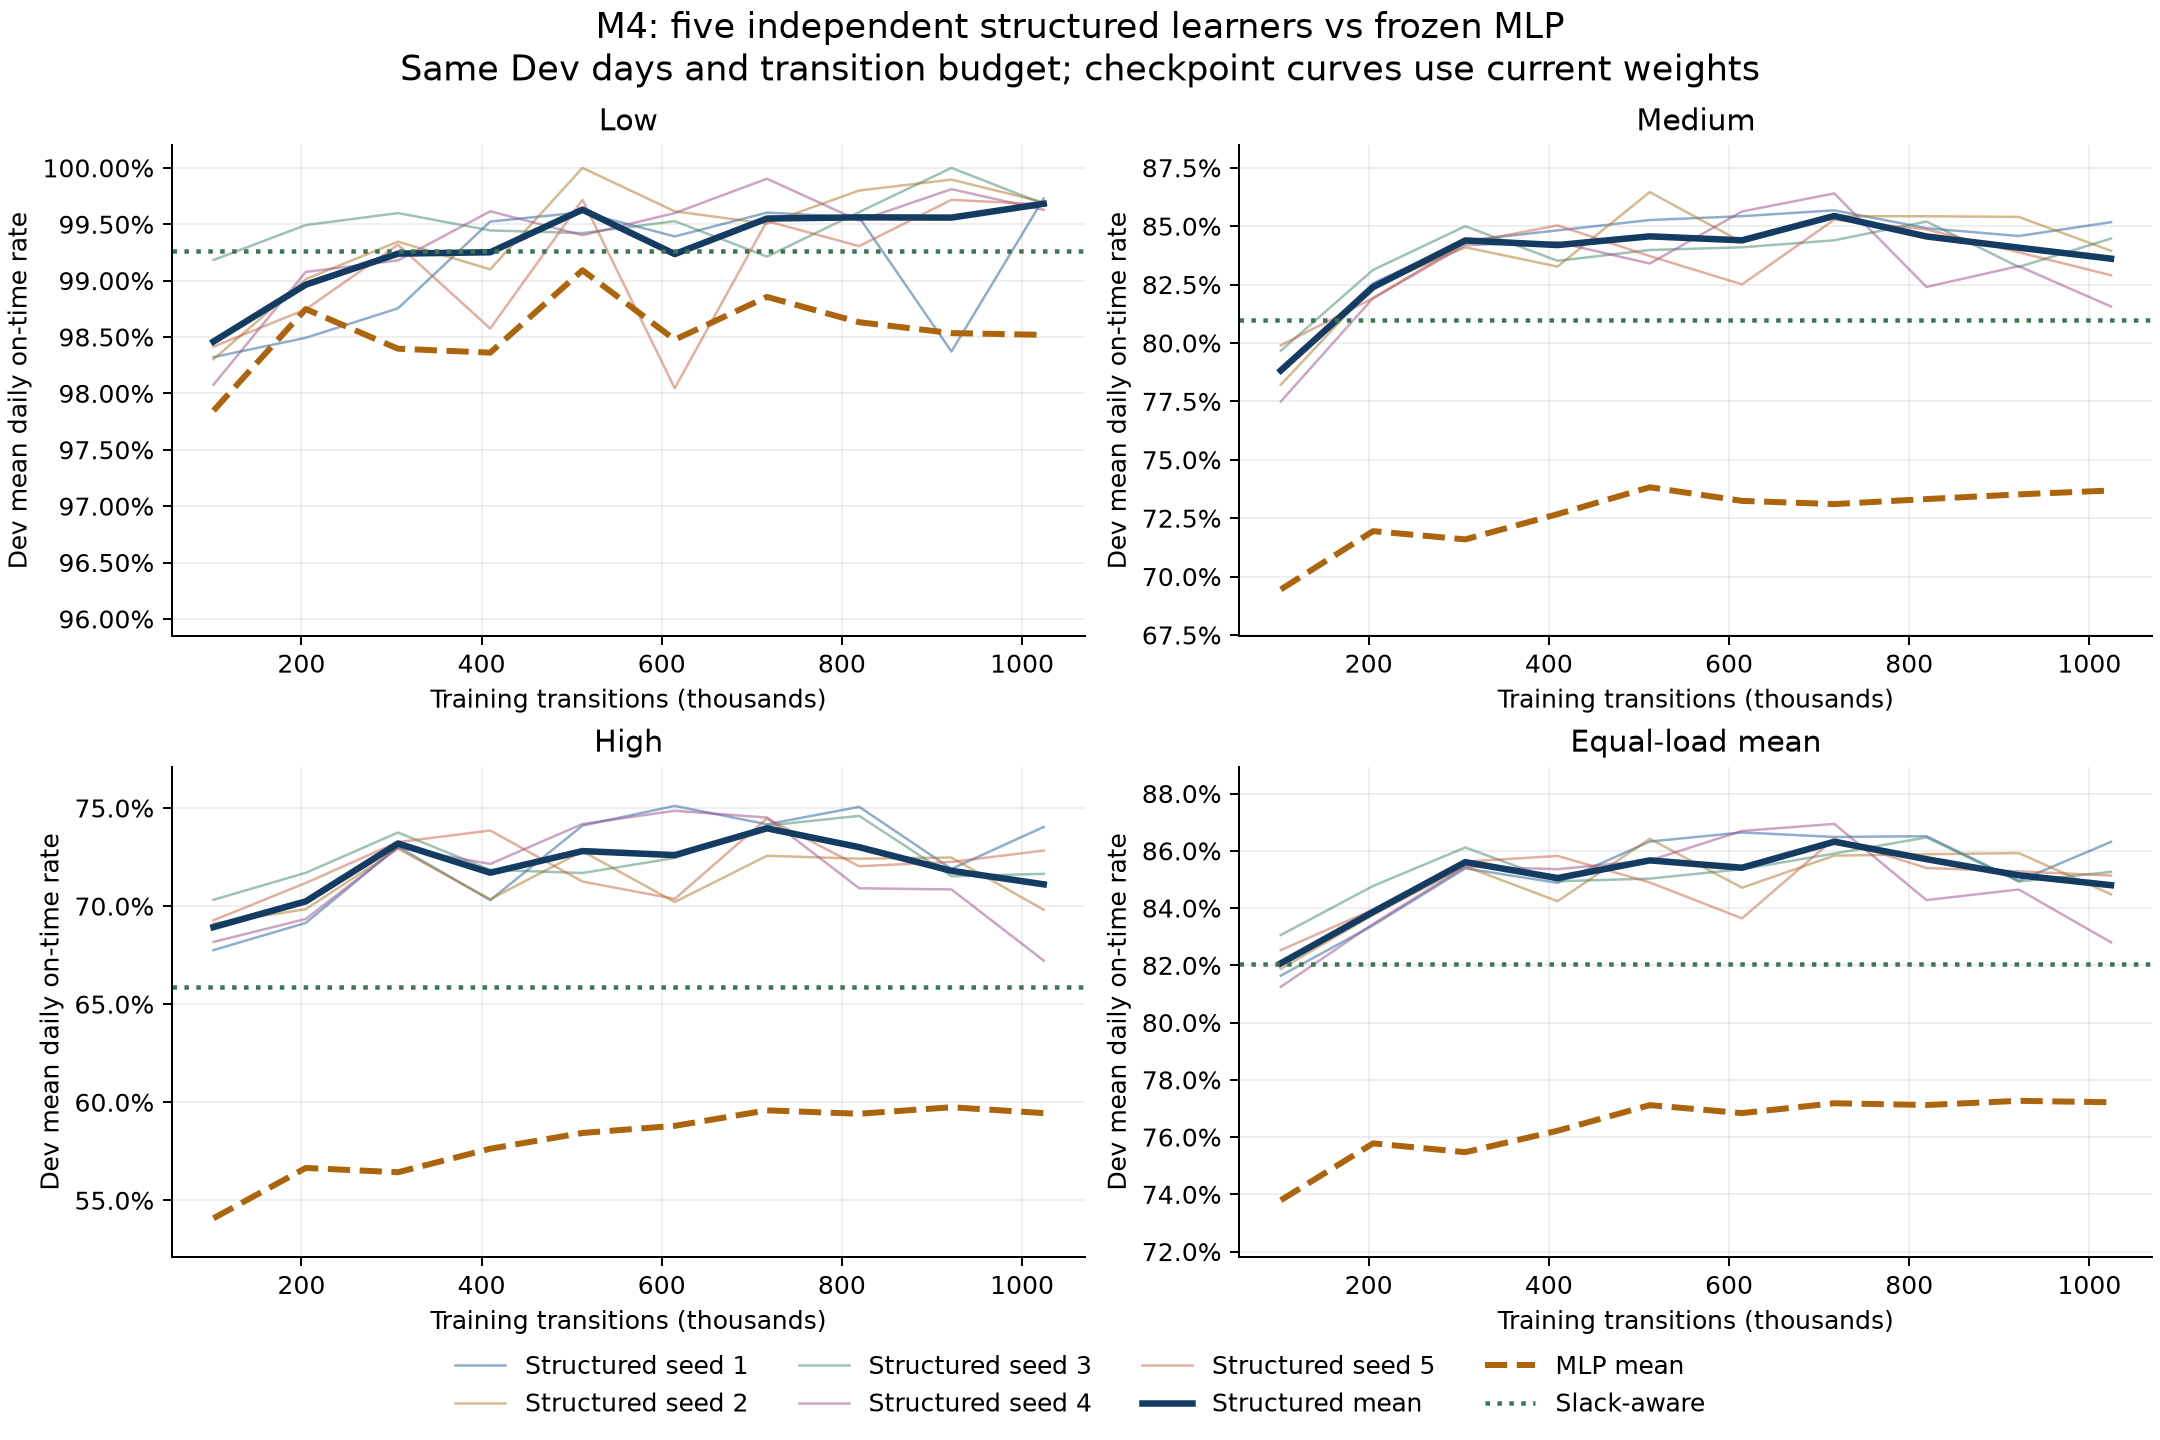 M4: five independent structured learners vs frozen MLP
Same Dev days and transition budget; checkpoint curves use current weights
Low
Dev mean daily on-time rate
100.00%
99.50%
99.00%
98.50%
98.00%
97.50%
97.00%
96.50%
96.00%
200 400 600 800 1000
Training transitions (thousands)
Medium
Dev mean daily on-time rate
87.5%
85.0%
82.5%
80.0%
77.5%
75.0%
72.5%
70.0%
67.5%
200 400 600 800 1000
Training transitions (thousands)
High
Dev mean daily on-time rate
75.0%
70.0%
65.0%
60.0%
55.0%
200 400 600 800 1000
Training transitions (thousands)
Equal-load mean
Dev mean daily on-time rate
88.0%
86.0%
84.0%
82.0%
80.0%
78.0%
76.0%
74.0%
72.0%
200 400 600 800 1000
Training transitions (thousands)
Structured seed 1
Structured seed 2
Structured seed 3
Structured seed 4
Structured seed 5
Structured mean
MLP mean
Slack-aware